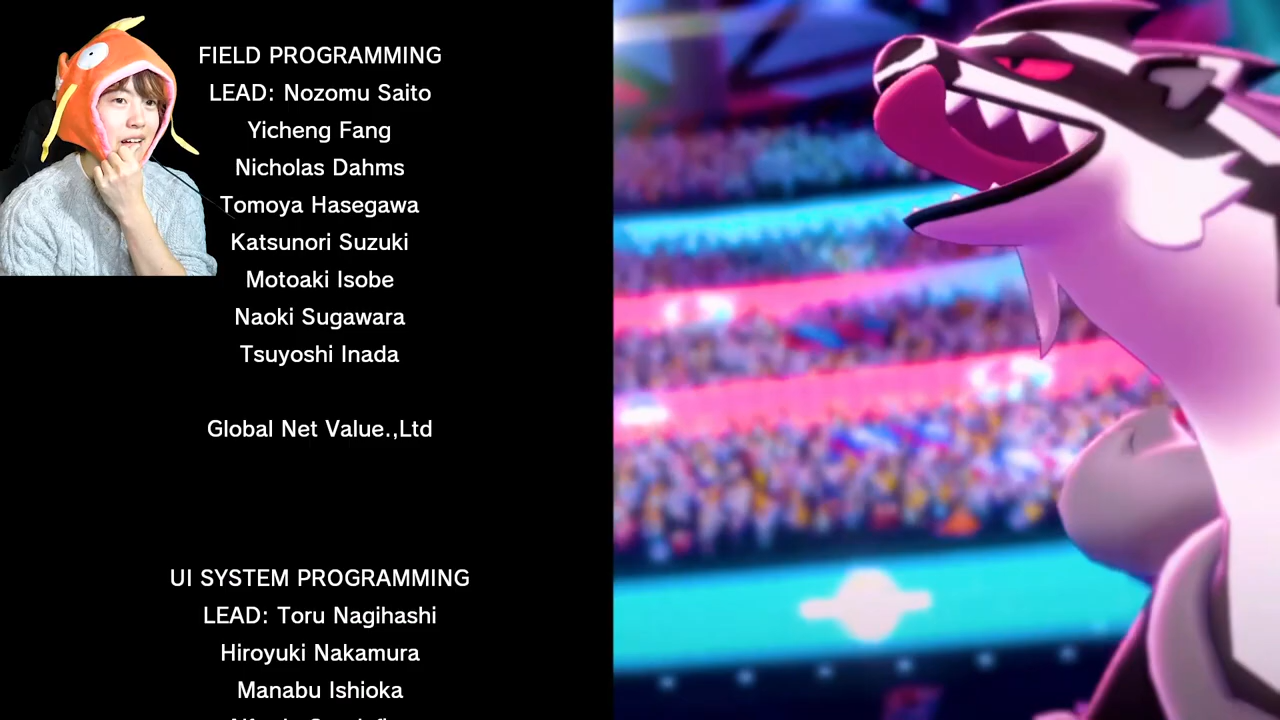 FIELD PROGRAMMING
LEAD: Nozomu Saito
Yicheng Fang
Nicholas Dahms
Tomoya Hasegawa
Katsunori Suzuki
Motoaki Isobe
Naoki Sugawara
Tsuyoshi Inada
Global Net Value.,Ltd
UI SYSTEM PROGRAMMING
LEAD: Toru Nagihashi
Hiroyuki Nakamura
Manabu Ishioka